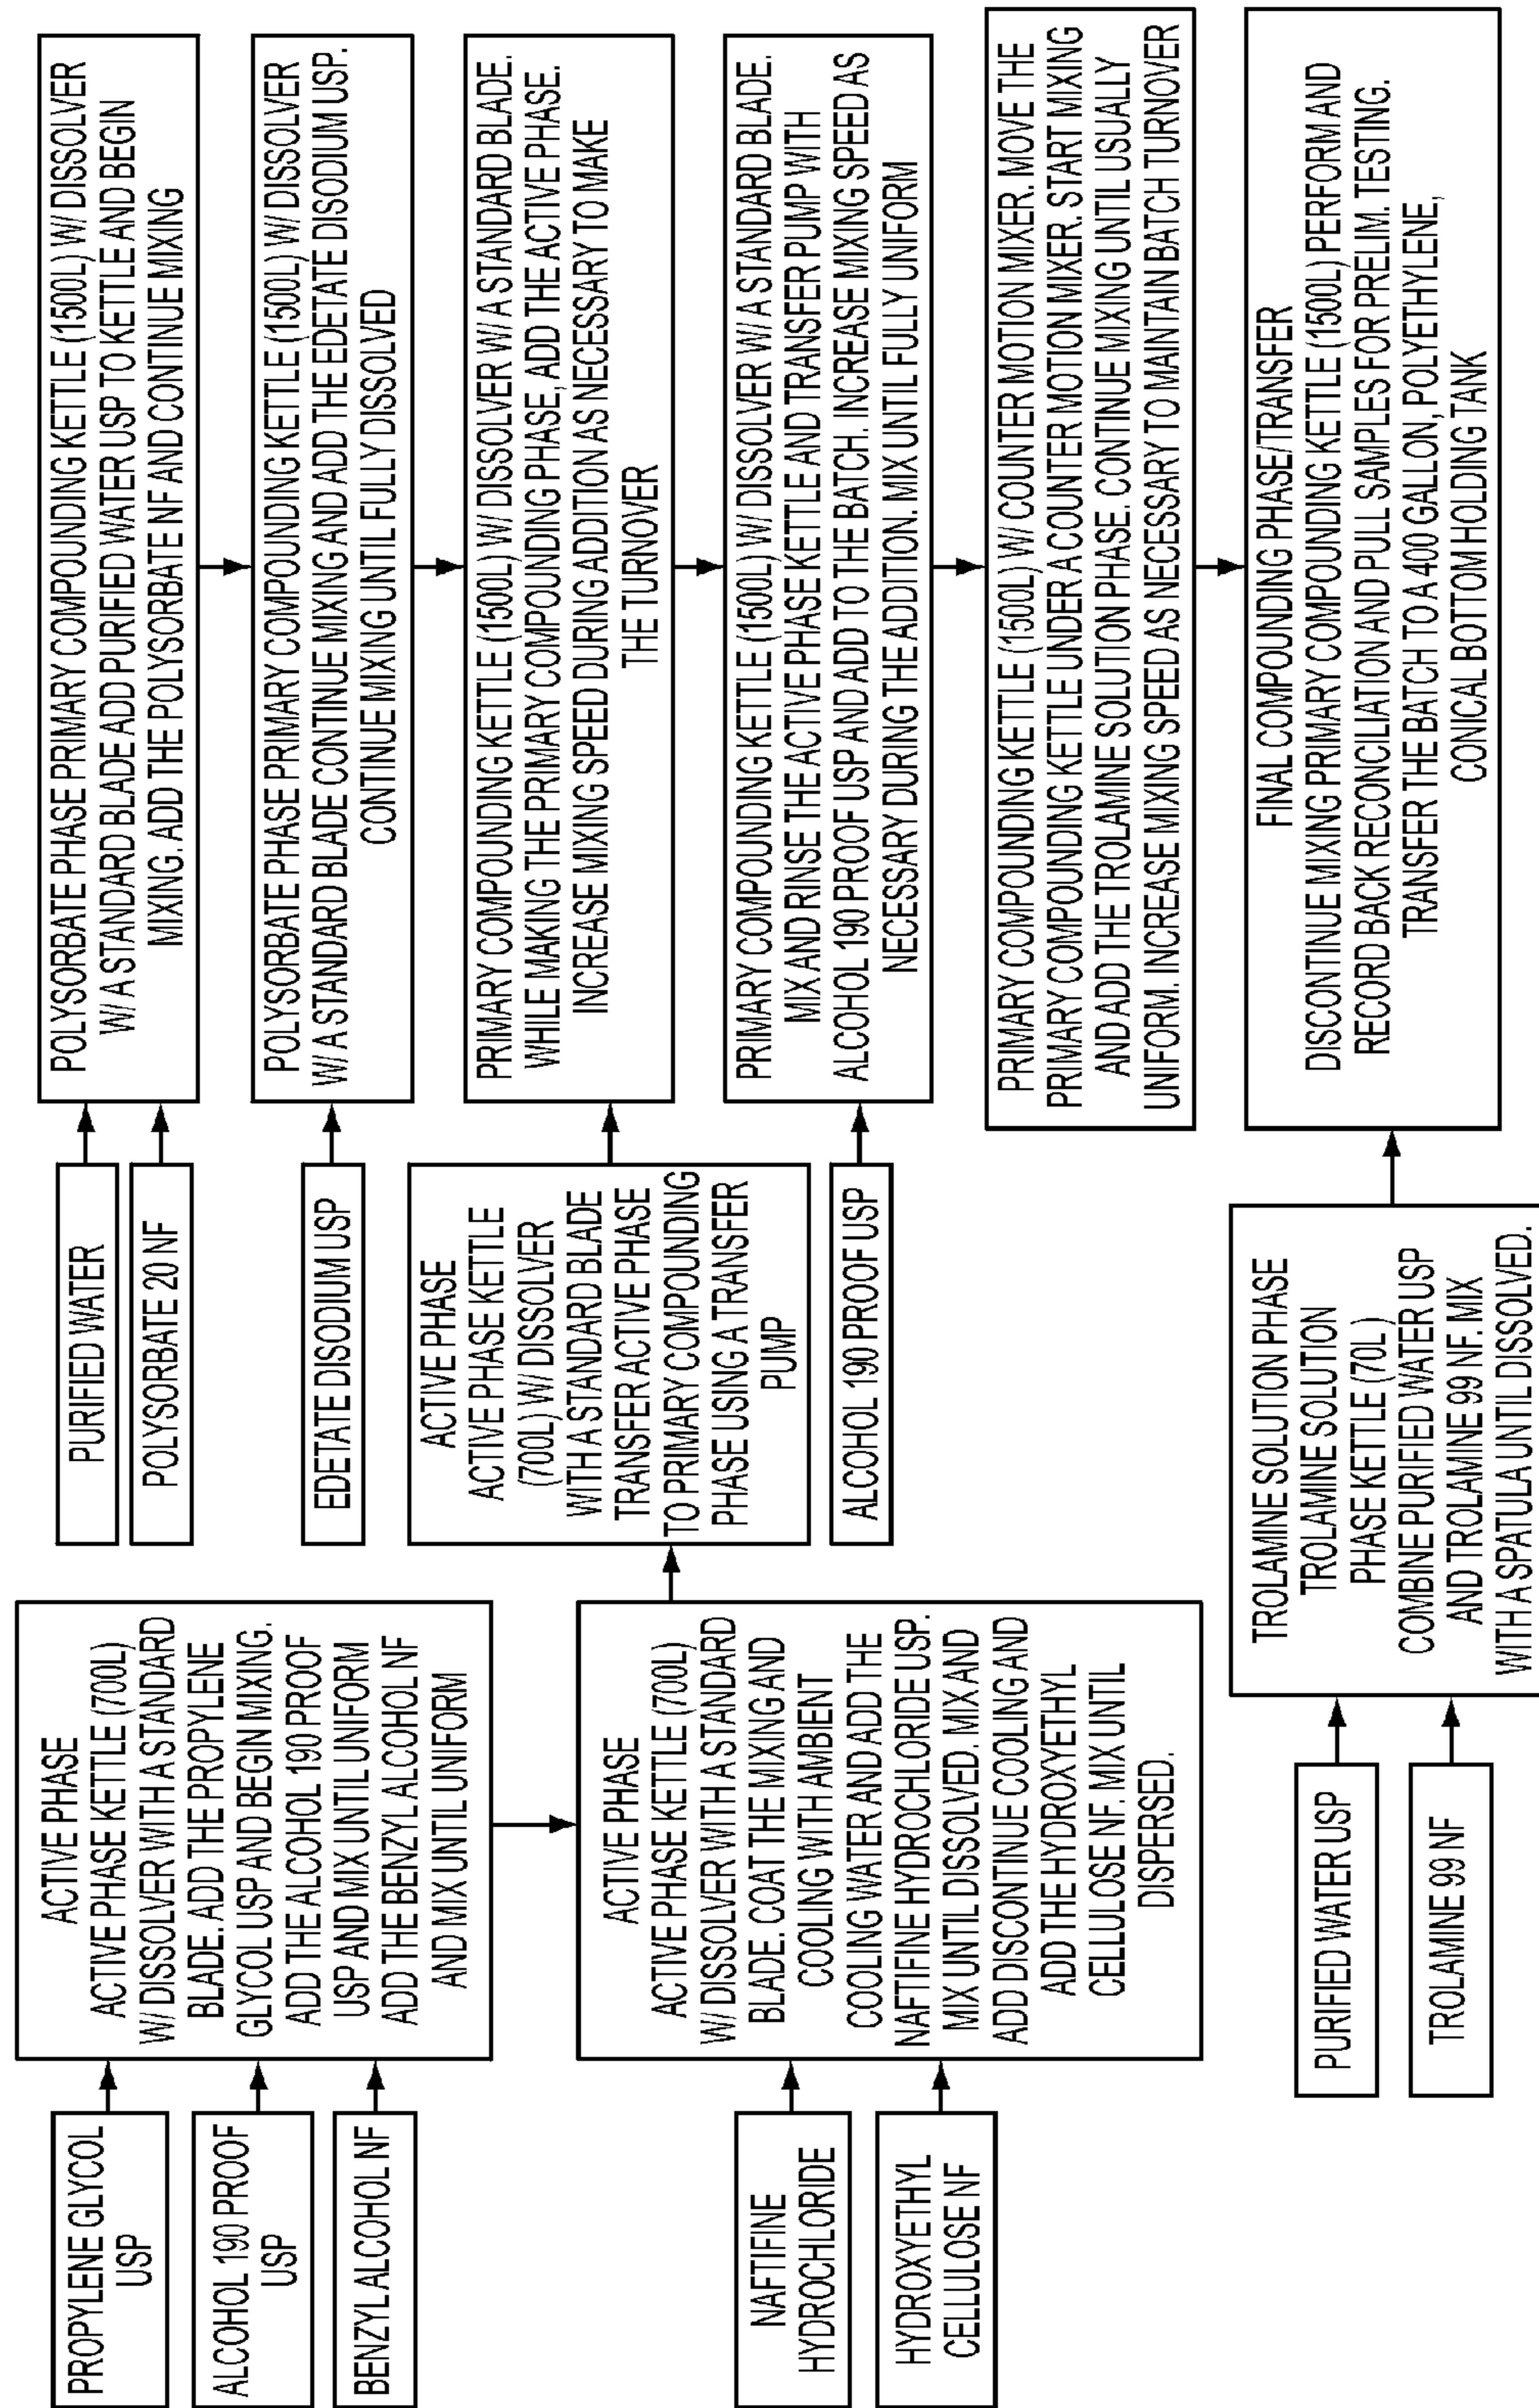 PROPYLENE GLYCOL
USP
ALCOHOL 190 PROOF
USP
BENZYL ALCOHOL NF
ACTIVE PHASE
ACTIVE PHASE KETTLE (700L)
W/ DISSOLVER WITH A STANDARD
BLADE. ADD THE PROPYLENE
GLYCOL USP AND BEGIN MIXING.
ADD THE ALCOHOL 190 PROOF
USP AND MIX UNTIL UNIFORM
ADD THE BENZYL ALCOHOL NF
AND MIX UNTIL UNIFORM
NAFTIFINE
HYDROCHLORIDE
HYDROXYETHYL
CELLULOSE NF
ACTIVE PHASE
ACTIVE PHASE KETTLE (700L)
W/ DISSOLVER WITH A STANDARD
BLADE. COAT THE MIXING AND
COOLING WITH AMBIENT
COOLING WATER AND ADD THE
NAFTIFINE HYDROCHLORIDE USP.
MIX UNTIL DISSOLVED. MIX AND
ADD DISCONTINUE COOLING AND
ADD THE HYDROXYETHYL
CELLULOSE NF. MIX UNTIL
DISPERSED.
PURIFIED WATER
POLYSORBATE 20 NF
EDETATE DISODIUM USP
ACTIVE PHASE
ACTIVE PHASE KETTLE
(700L) W/ DISSOLVER
WITH A STANDARD BLADE
TRANSFER ACTIVE PHASE
TO PRIMARY COMPOUNDING
PHASE USING A TRANSFER
PUMP
ALCOHOL 190 PROOF USP
PURIFIED WATER USP
TROLAMINE 99 NF
TROLAMINE SOLUTION PHASE
TROLAMINE SOLUTION
PHASE KETTLE (70L )
COMBINE PURIFIED WATER USP
AND TROLAMINE 99 NF. MIX
WITH A SPATULA UNTIL DISSOLVED.
POLYSORBATE PHASE PRIMARY COMPOUNDING KETTLE (1500L) W/ DISSOLVER
W/ A STANDARD BLADE ADD PURIFIED WATER USP TO KETTLE AND BEGIN
MIXING. ADD THE POLYSORBATE NF AND CONTINUE MIXING
POLYSORBATE PHASE PRIMARY COMPOUNDING KETTLE (1500L) W/ DISSOLVER
W/ A STANDARD BLADE CONTINUE MIXING AND ADD THE EDETATE DISODIUM USP.
CONTINUE MIXING UNTIL FULLY DISSOLVED
PRIMARY COMPOUNDING KETTLE (1500L) W/ DISSOLVER W/ A STANDARD BLADE.
WHILE MAKING THE PRIMARY COMPOUNDING PHASE, ADD THE ACTIVE PHASE.
INCREASE MIXING SPEED DURING ADDITION AS NECESSARY TO MAKE
THE TURNOVER
PRIMARY COMPOUNDING KETTLE (1500L) W/ DISSOLVER W/ A STANDARD BLADE.
MIX AND RINSE THE ACTIVE PHASE KETTLE AND TRANSFER PUMP WITH
ALCOHOL 190 PROOF USP AND ADD TO THE BATCH. INCREASE MIXING SPEED AS
NECESSARY DURING THE ADDITION. MIX UNTIL FULLY UNIFORM
PRIMARY COMPOUNDING KETTLE (1500L) W/ COUNTER MOTION MIXER. MOVE THE
PRIMARY COMPOUNDING KETTLE UNDER A COUNTER MOTION MIXER. START MIXING
AND ADD THE TROLAMINE SOLUTION PHASE. CONTINUE MIXING UNTIL USUALLY
UNIFORM. INCREASE MIXING SPEED AS NECESSARY TO MAINTAIN BATCH TURNOVER
FINAL COMPOUNDING PHASE/TRANSFER
DISCONTINUE MIXING PRIMARY COMPOUNDING KETTLE (1500L) PERFORM AND
RECORD BACK RECONCILIATION AND PULL SAMPLES FOR PRELIM. TESTING.
TRANSFER THE BATCH TO A 400 GALLON, POLYETHYLENE,
CONICAL BOTTOM HOLDING TANK